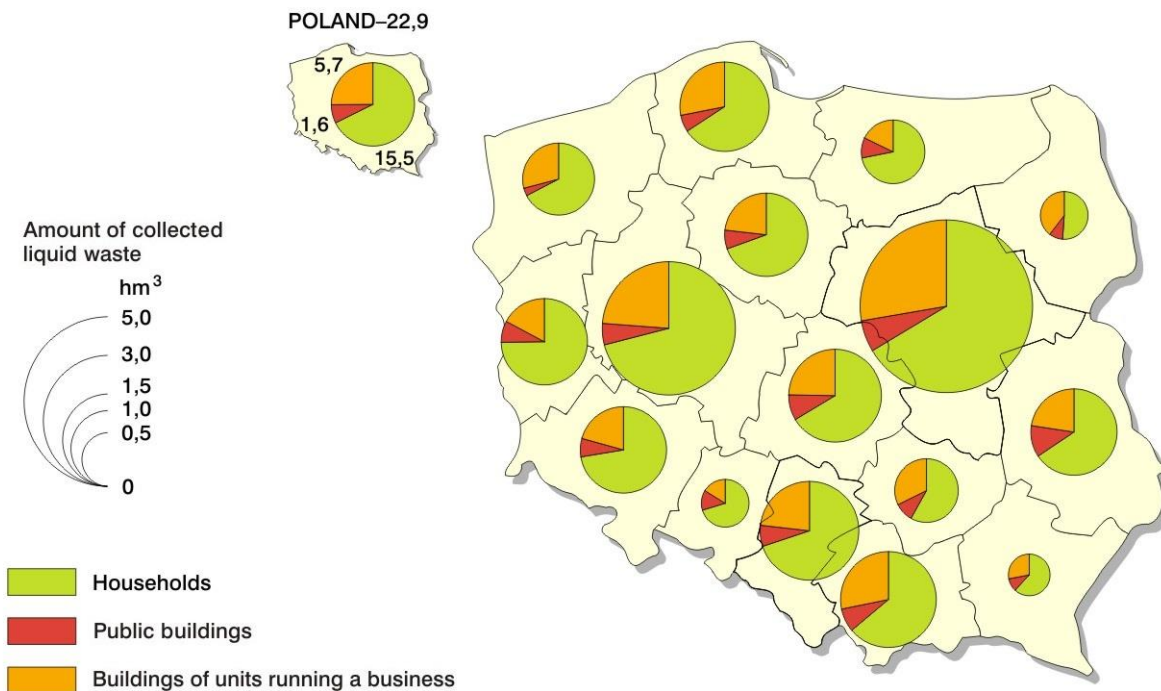 POLAND–22,9
5,7
1,6
15,5
Amount of collected
liquid waste
hm³
5,0
3,0
1,5
1,0
0,5
0
Households
Public buildings
Buildings of units running a business